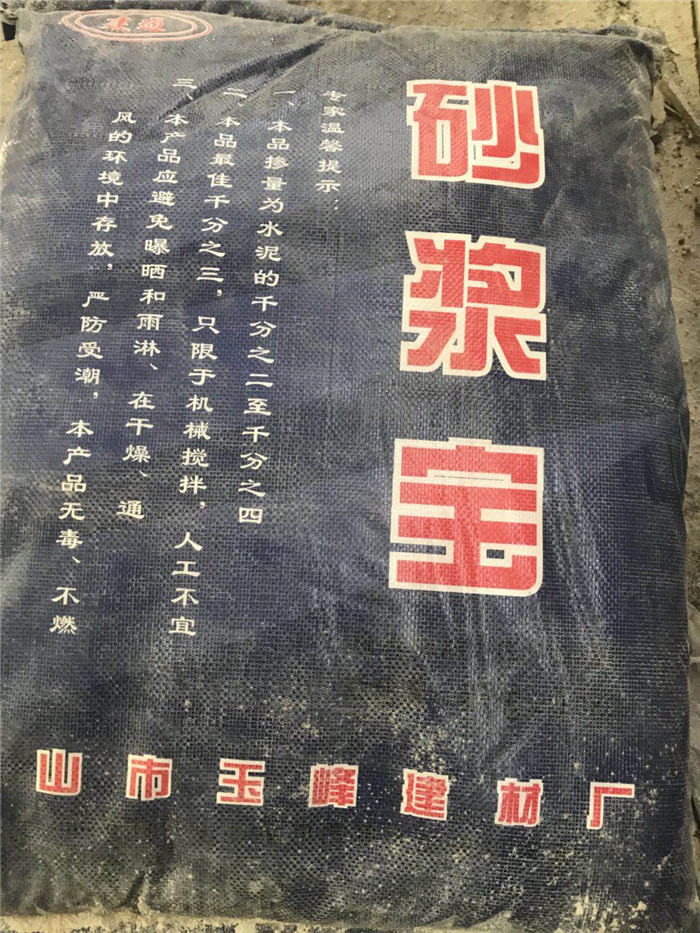 砂浆宝
专家温馨提示：
一、本品掺量为水泥的千分之二至千分之四
二、本品最佳千分之三，只限于机械搅拌，人工不宜
三、本产品应避免曝晒和雨淋、在干燥、通
风的环境中存放，严防受潮，本产品无毒、不燃
山市玉峰建材厂